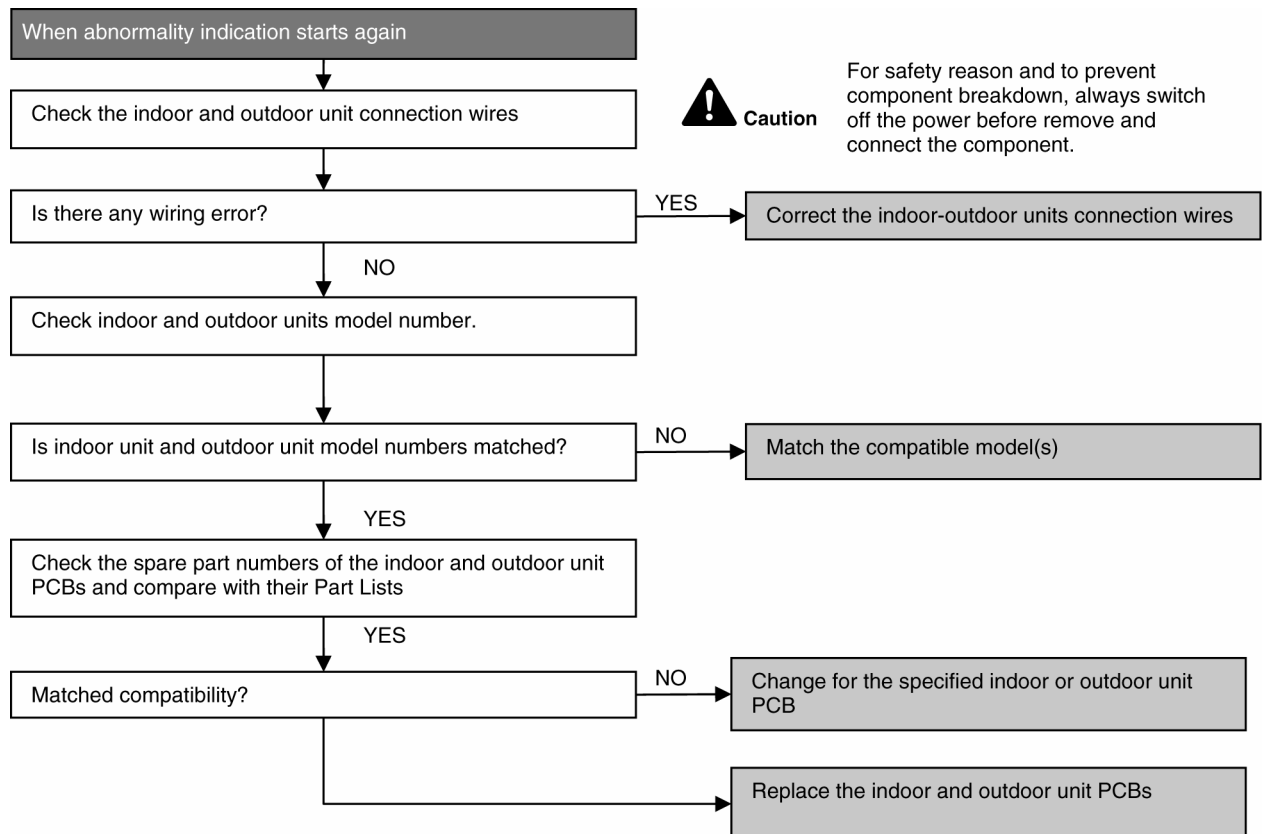 When abnormality indication starts again
Check the indoor and outdoor unit connection wires
For safety reason and to prevent
component breakdown, always switch
off the power before remove and
connect the component.
Caution
Is there any wiring error?
YES
Correct the indoor-outdoor units connection wires
NO
Check indoor and outdoor units model number.
Is indoor unit and outdoor unit model numbers matched?
NO
Match the compatible model(s)
YES
Check the spare part numbers of the indoor and outdoor unit
PCBs and compare with their Part Lists
YES
Matched compatibility?
NO
Change for the specified indoor or outdoor unit
PCB
Replace the indoor and outdoor unit PCBs